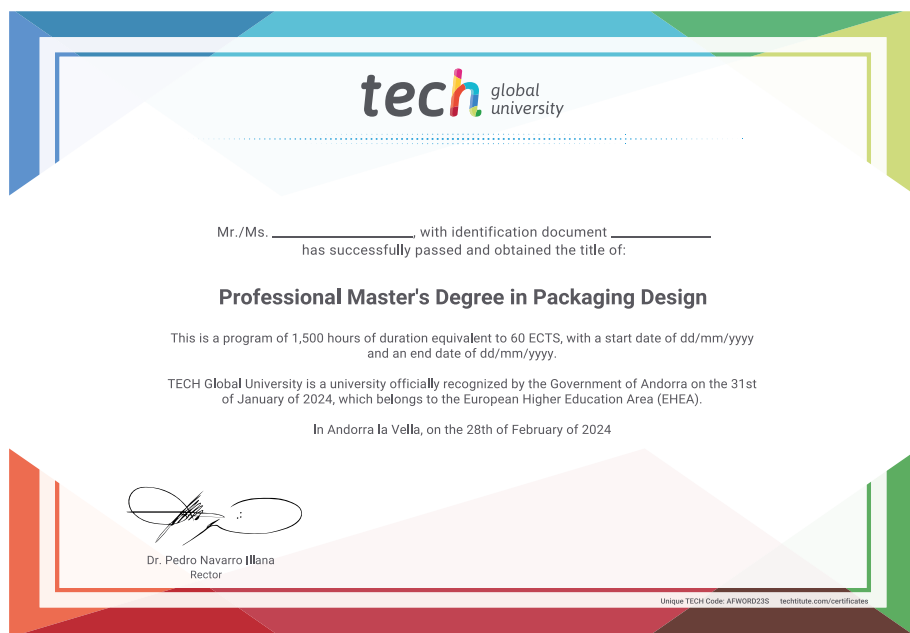 tech global university
Mr./Ms. ____________________, with identification document ______________
has successfully passed and obtained the title of:
Professional Master's Degree in Packaging Design
This is a program of 1,500 hours of duration equivalent to 60 ECTS, with a start date of dd/mm/yyyy
and an end date of dd/mm/yyyy.
TECH Global University is a university officially recognized by the Government of Andorra on the 31st
of January of 2024, which belongs to the European Higher Education Area (EHEA).
In Andorra la Vella, on the 28th of February of 2024
Dr. Pedro Navarro Illana
Rector
Unique TECH Code: AFWORD23S techtitute.com/certificates